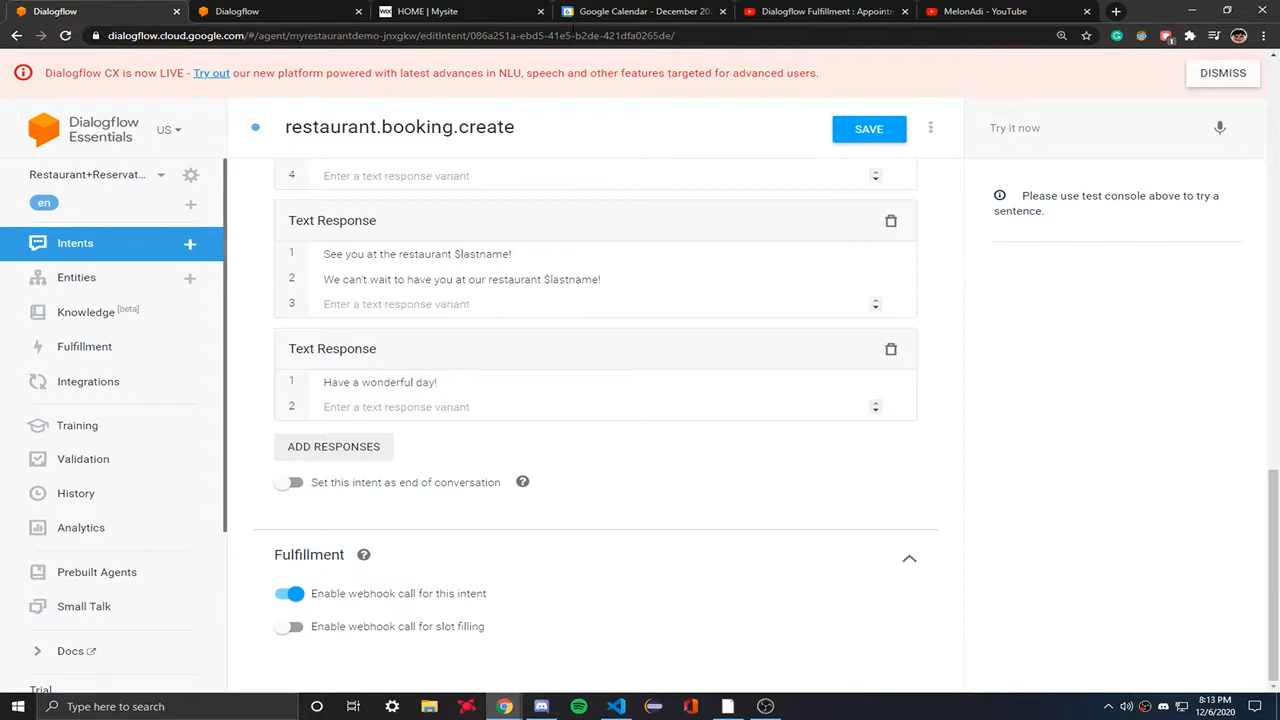 Dialogflow
Dialogflow
HOME | Mysite
Google Calendar - December 202
Dialogflow Fulfillment : Appointm
MelonAdi - YouTube
dialogflow.cloud.google.com/#/agent/myrestaurantdemo-jnxgkw/editIntent/086a251a-ebd5-41e5-b2de-421dfa0265de/
Dialogflow CX is now LIVE - Try out our new platform powered with latest advances in NLU, speech and other features targeted for advanced users.
DISMISS
Dialogflow
Essentials
US
restaurant.booking.create
SAVE
Try it now
Restaurant+Reservat...
en
Intents
Entities
Knowledge [beta]
Fulfillment
Integrations
Training
Validation
History
Analytics
Prebuilt Agents
Small Talk
Docs
Trial
4 Enter a text response variant
Text Response
1 See you at the restaurant $lastname!
2 We can't wait to have you at our restaurant $lastname!
3 Enter a text response variant
Text Response
1 Have a wonderful day!
2 Enter a text response variant
ADD RESPONSES
Set this intent as end of conversation
Fulfillment
Enable webhook call for this intent
Enable webhook call for slot filling
Please use test console above to try a
sentence.
Type here to search
8:13 PM
12/6/2020